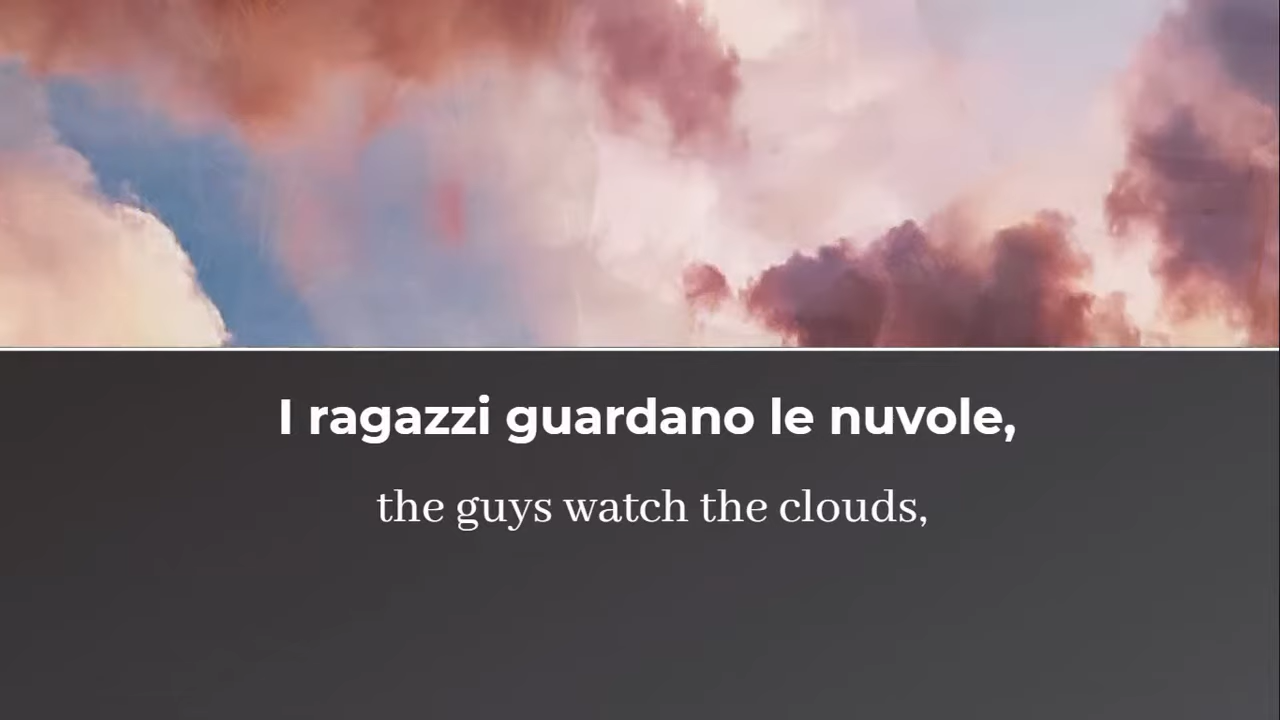 I ragazzi guardano le nuvole,
the guys watch the clouds,